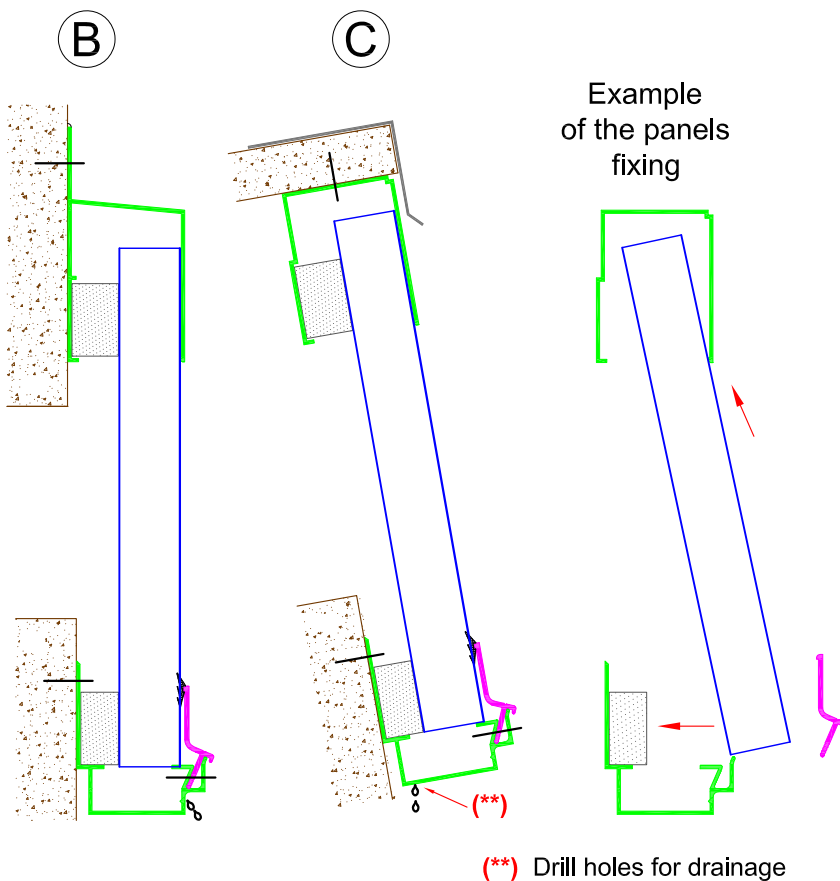 B
C
Example
of the panels
fixing
(**)
(**) Drill holes for drainage